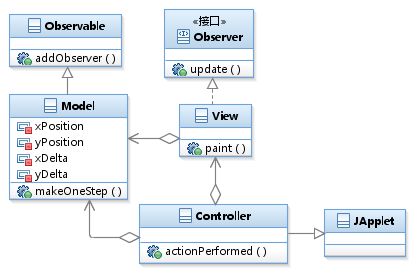 Observable
addObserver ( )
«接口»
Observer
update ( )
Model
xPosition
yPosition
xDelta
yDelta
makeOneStep ( )
View
paint ( )
Controller
actionPerformed ( )
JApplet